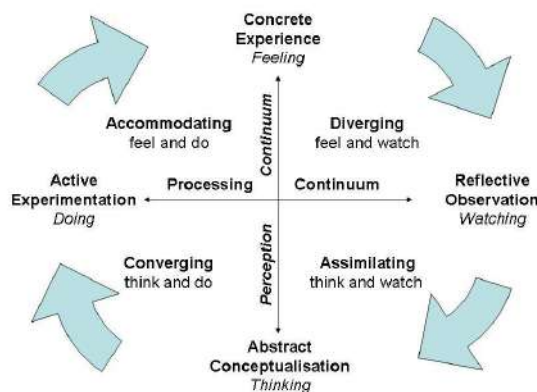 Concrete
Experience
Feeling
Continuum
Accommodating
feel and do
Diverging
feel and watch
Active
Experimentation
Doing
Processing
Continuum
Reflective
Observation
Watching
Perception
Converging
think and do
Assimilating
think and watch
Abstract
Conceptualisation
Thinking